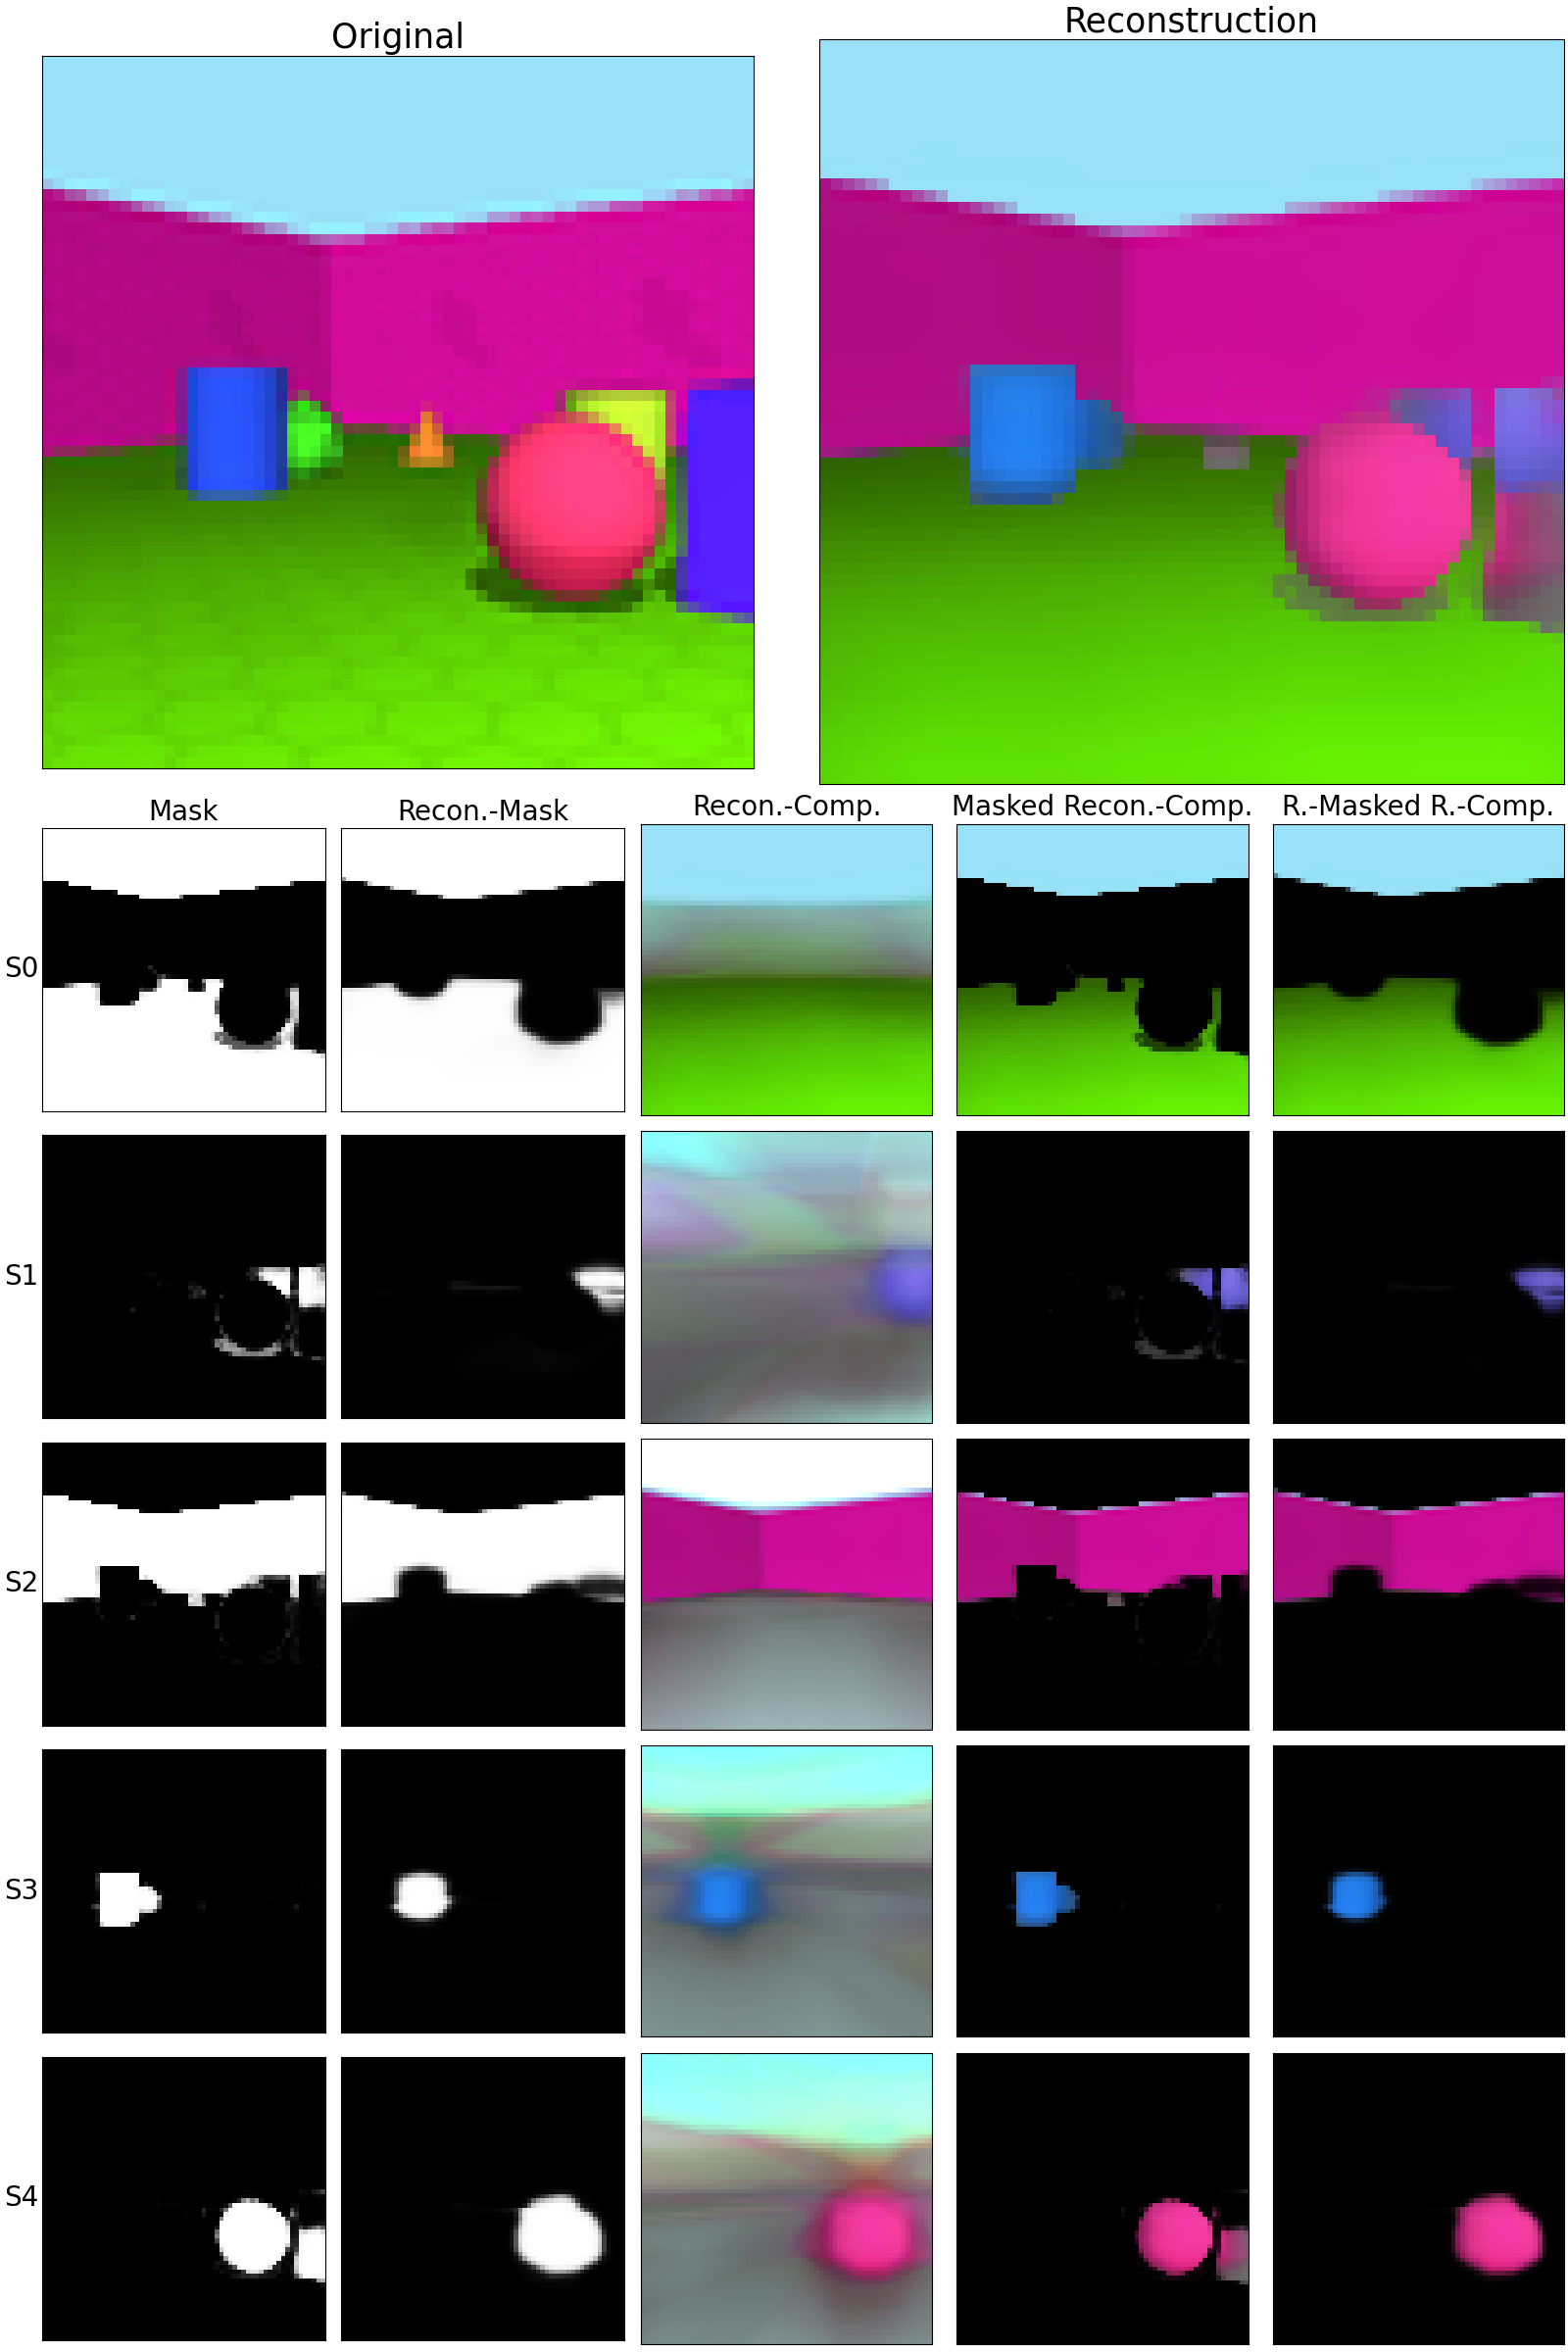 Original
Reconstruction
Mask
Recon.-Mask
Recon.-Comp.
Masked Recon.-Comp.
R.-Masked R.-Comp.
S0
S1
S2
S3
S4